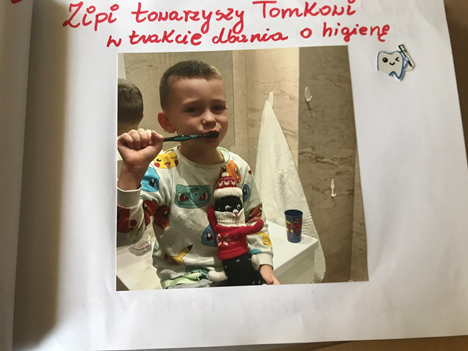 Zipi towarzyszy Tomkowi
w trakcie dbania o higienę